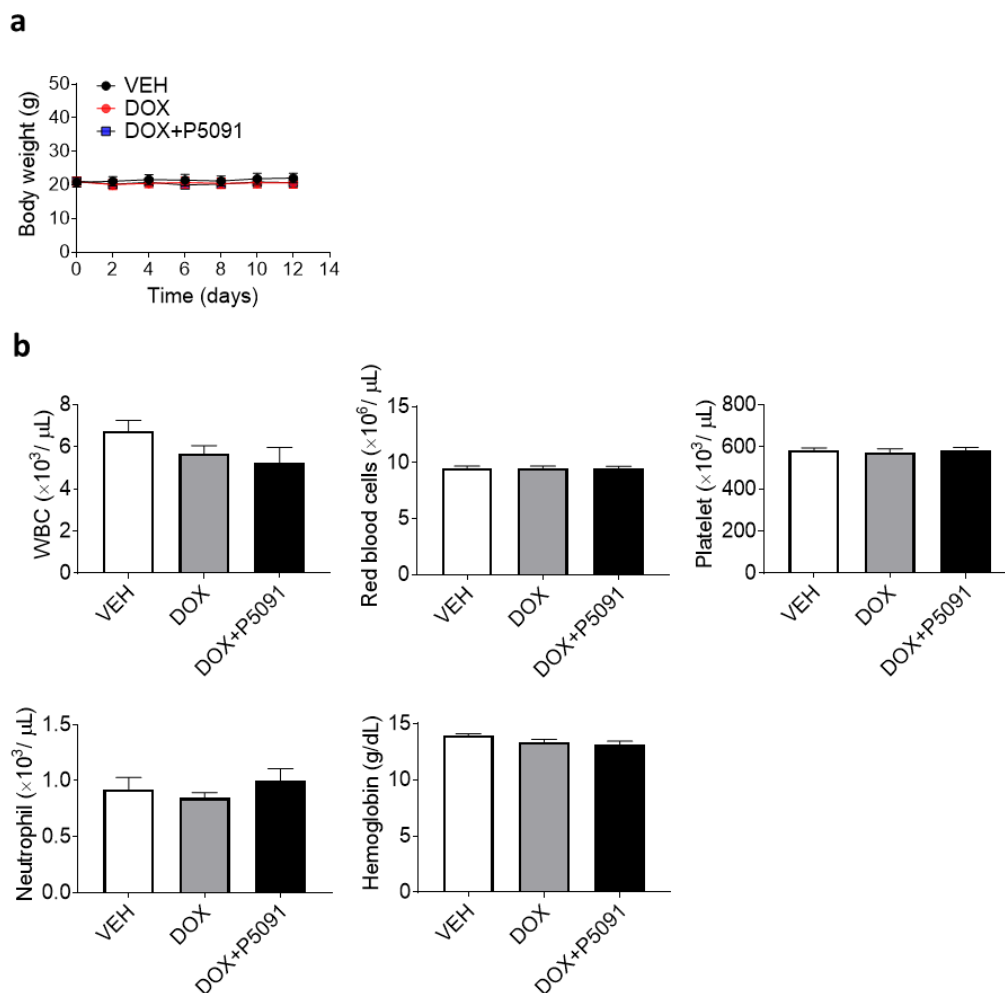 a
50
40
30
20
10
0
Body weight (g)
VEH
DOX
DOX+P5091
0 2 4 6 8 10 12 14
Time (days)
b
8
6
4
2
0
WBC (×10³/ µL)
VEH
DOX
DOX+P5091
15
10
5
0
Red blood cells (×10⁶/ µL)
VEH
DOX
DOX+P5091
800
600
400
200
0
Platelet (×10³/ µL)
VEH
DOX
DOX+P5091
1.5
1.0
0.5
0.0
Neutrophil (×10³/ µL)
VEH
DOX
DOX+P5091
15
10
5
0
Hemoglobin (g/dL)
VEH
DOX
DOX+P5091